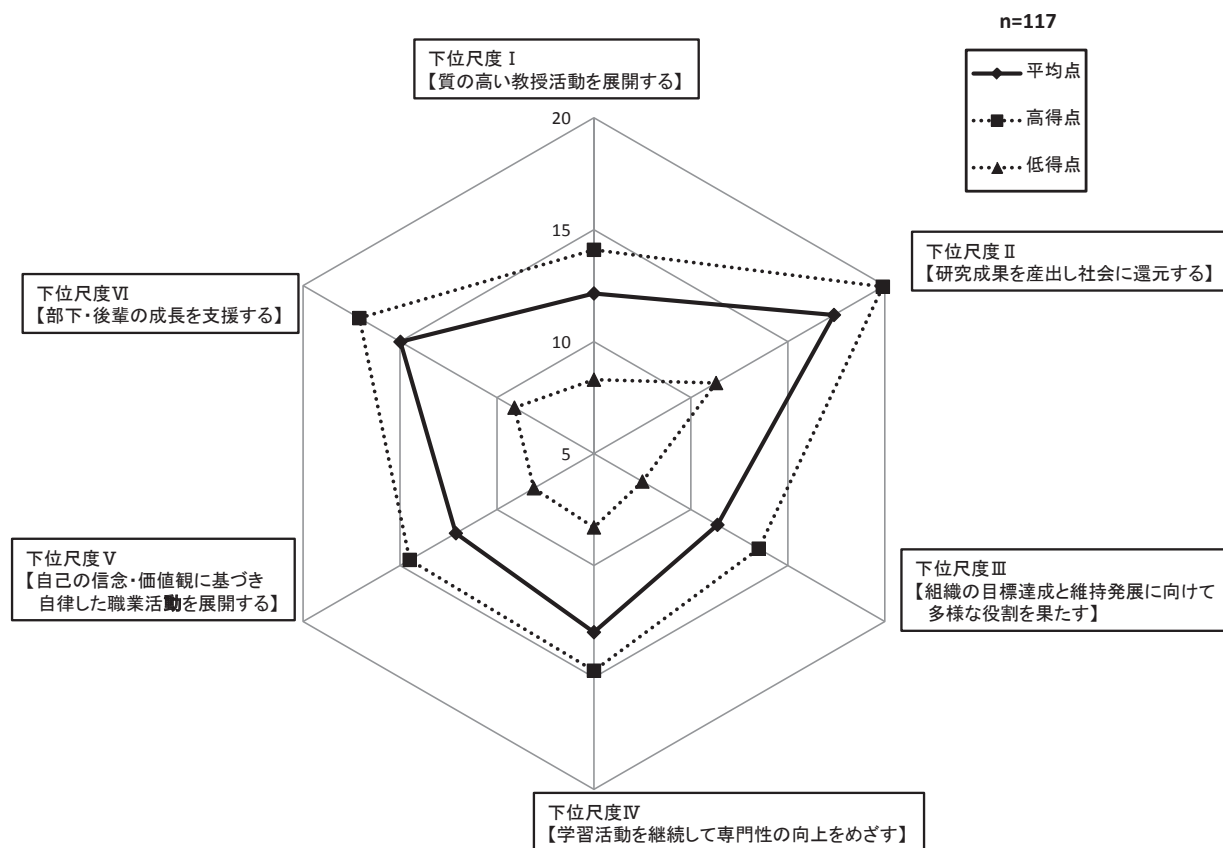 n=117
平均点
高得点
低得点
下位尺度Ⅰ
【質の高い教授活動を展開する】
20
15
10
5
下位尺度Ⅱ
【研究成果を産出し社会に還元する】
下位尺度Ⅵ
【部下・後輩の成長を支援する】
下位尺度Ⅴ
【自己の信念・価値観に基づき
自律した職業活動を展開する】
下位尺度Ⅲ
【組織の目標達成と維持発展に向けて
多様な役割を果たす】
下位尺度Ⅳ
【学習活動を継続して専門性の向上をめざす】